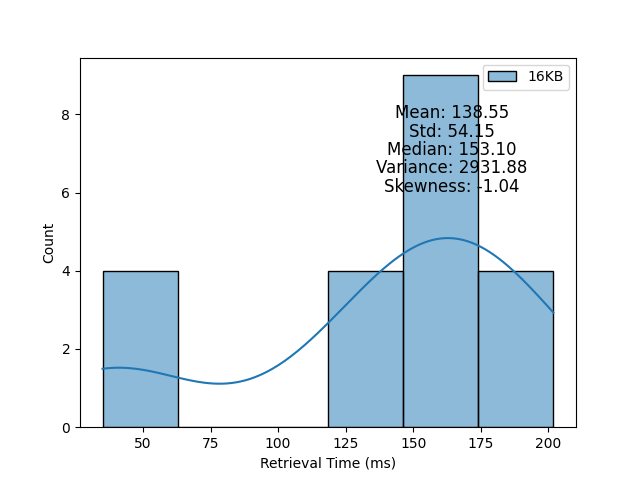 16KB
Mean: 138.55
Std: 54.15
Median: 153.10
Variance: 2931.88
Skewness: -1.04
Count
8
6
4
2
0
50
75
100
125
150
175
200
Retrieval Time (ms)